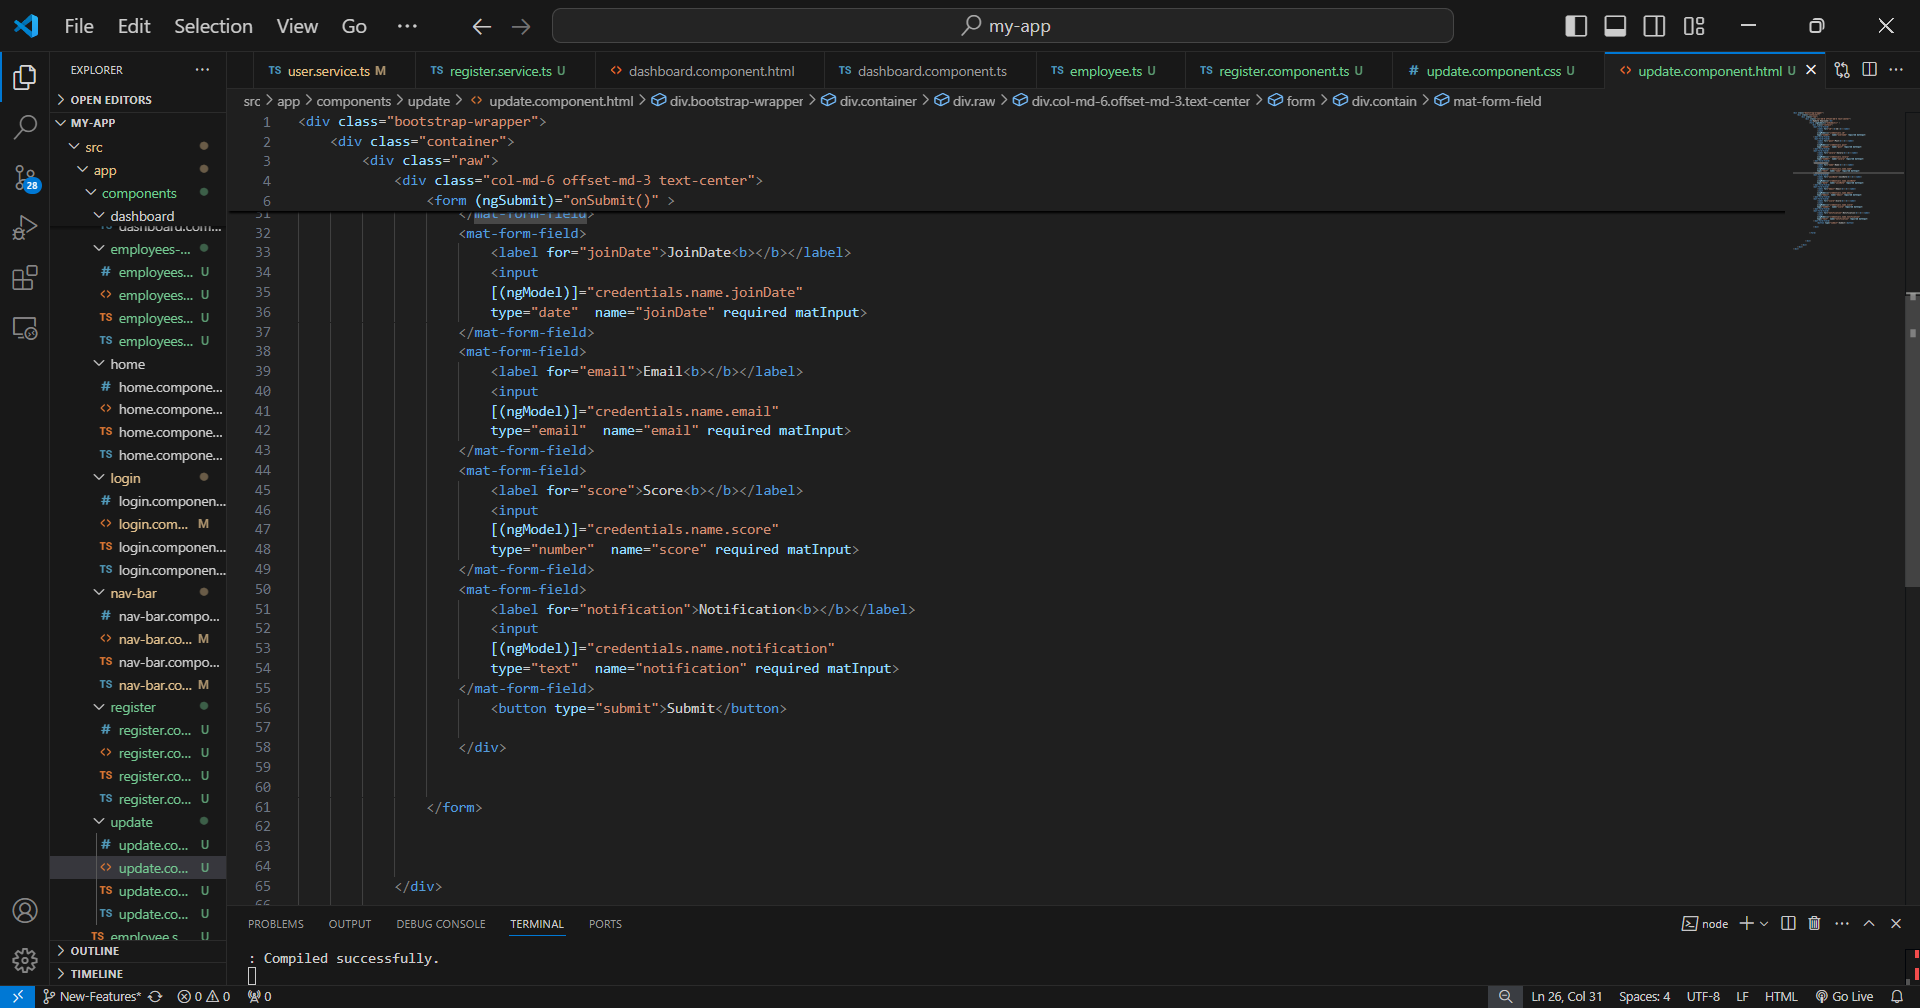 File Edit Selection View Go ···
my-app
EXPLORER ···
TS user.service.ts M
TS register.service.ts U
<> dashboard.component.html
TS dashboard.component.ts
TS employee.ts U
TS register.component.ts U
# update.component.css U
<> update.component.html U
src > app > components > update > <> update.component.html > div.bootstrap-wrapper > div.container > div.raw > div.col-md-6.offset-md-3.text-center > form > div.contain > mat-form-field
OPEN EDITORS
MY-APP
src
app
components
dashboard
dashboard.com...
employees-...
# employees... U
<> employees... U
TS employees... U
TS employees... U
home
# home.compone...
<> home.compone...
TS home.compone...
TS home.compone...
login
# login.componen...
<> login.com... M
TS login.componen...
TS login.componen...
nav-bar
# nav-bar.compo...
<> nav-bar.co... M
TS nav-bar.compo...
TS nav-bar.co... M
register
# register.co... U
<> register.co... U
TS register.co... U
TS register.co... U
update
# update.co... U
<> update.co... U
TS update.co... U
TS update.co... U
TS employee.s U
OUTLINE
TIMELINE
28
1 <div class="bootstrap-wrapper">
2 <div class="container">
3 <div class="raw">
4 <div class="col-md-6 offset-md-3 text-center">
6 <form (ngSubmit)="onSubmit()" >
31 </mat-form-field>
32 <mat-form-field>
33 <label for="joinDate">JoinDate<b></b></label>
34 <input
35 [(ngModel)]="credentials.name.joinDate"
36 type="date"  name="joinDate" required matInput>
37 </mat-form-field>
38 <mat-form-field>
39 <label for="email">Email<b></b></label>
40 <input
41 [(ngModel)]="credentials.name.email"
42 type="email"  name="email" required matInput>
43 </mat-form-field>
44 <mat-form-field>
45 <label for="score">Score<b></b></label>
46 <input
47 [(ngModel)]="credentials.name.score"
48 type="number"  name="score" required matInput>
49 </mat-form-field>
50 <mat-form-field>
51 <label for="notification">Notification<b></b></label>
52 <input
53 [(ngModel)]="credentials.name.notification"
54 type="text"  name="notification" required matInput>
55 </mat-form-field>
56 <button type="submit">Submit</button>
57
58 </div>
59
60
61 </form>
62
63
64
65 </div>
66
PROBLEMS OUTPUT DEBUG CONSOLE TERMINAL PORTS
node
: Compiled successfully.
New-Features* 0 0 0
Ln 26, Col 31 Spaces: 4 UTF-8 LF HTML Go Live